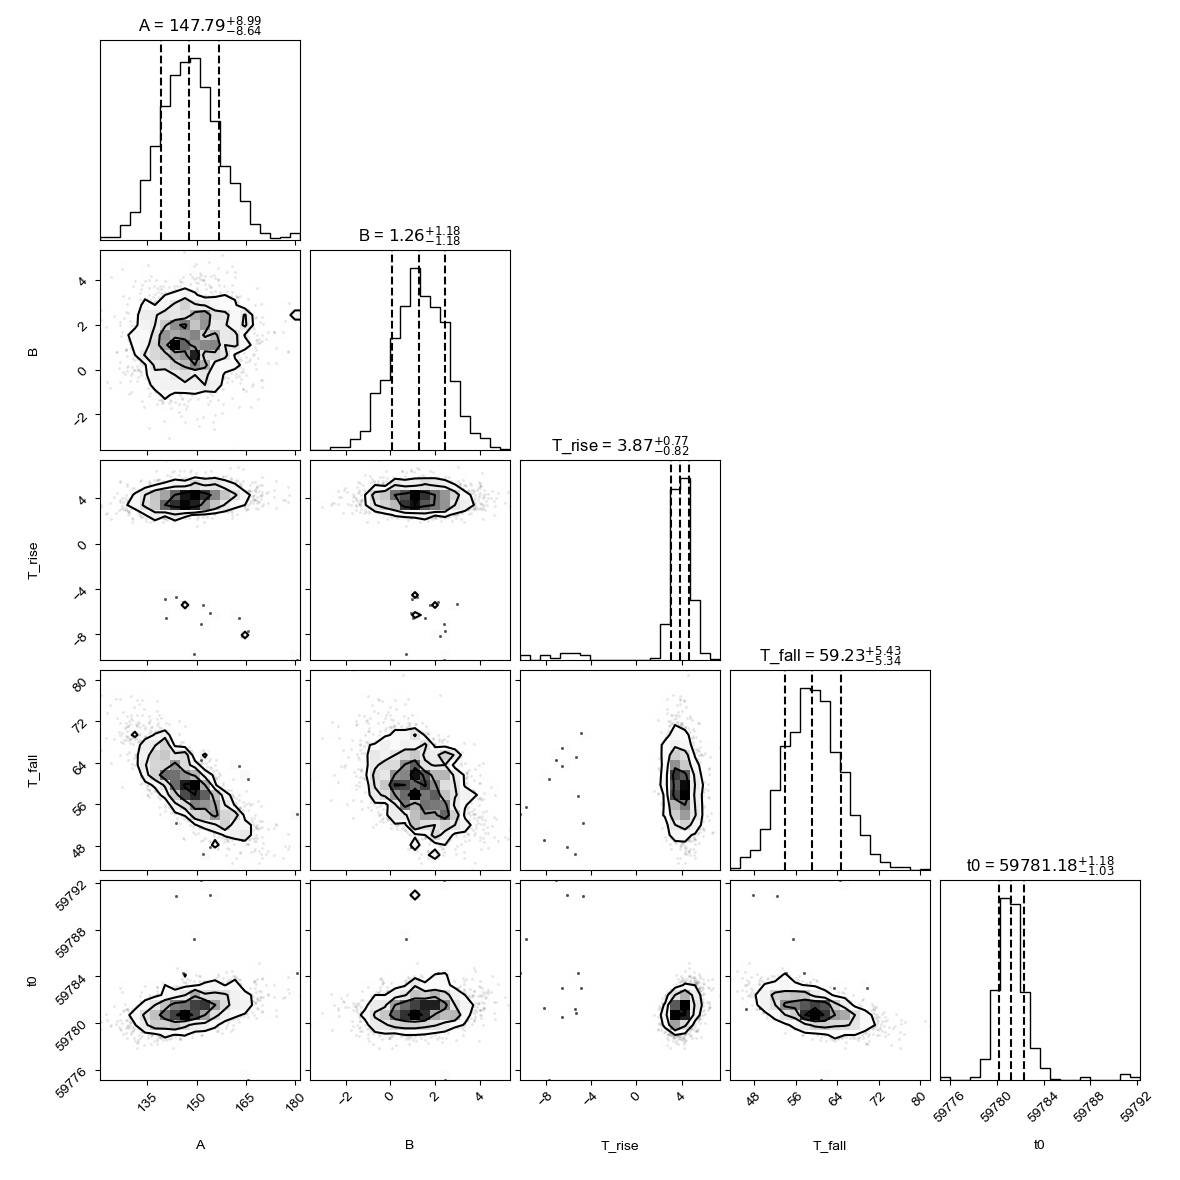 A = 147.79+8.99−8.64
B = 1.26+1.18−1.18
4
2
0
−2
B
T_rise = 3.87+0.77−0.82
4
0
−4
−8
T_rise
T_fall = 59.23+5.43−5.34
80
72
64
56
48
T_fall
t0 = 59781.18+1.18−1.03
59792
59788
59784
59780
59776
t0
135 150 165 180 −2 0 2 4 −8 −4 0 4 48 56 64 72 80 59776 59780 59784 59788 59792
A B T_rise T_fall t0